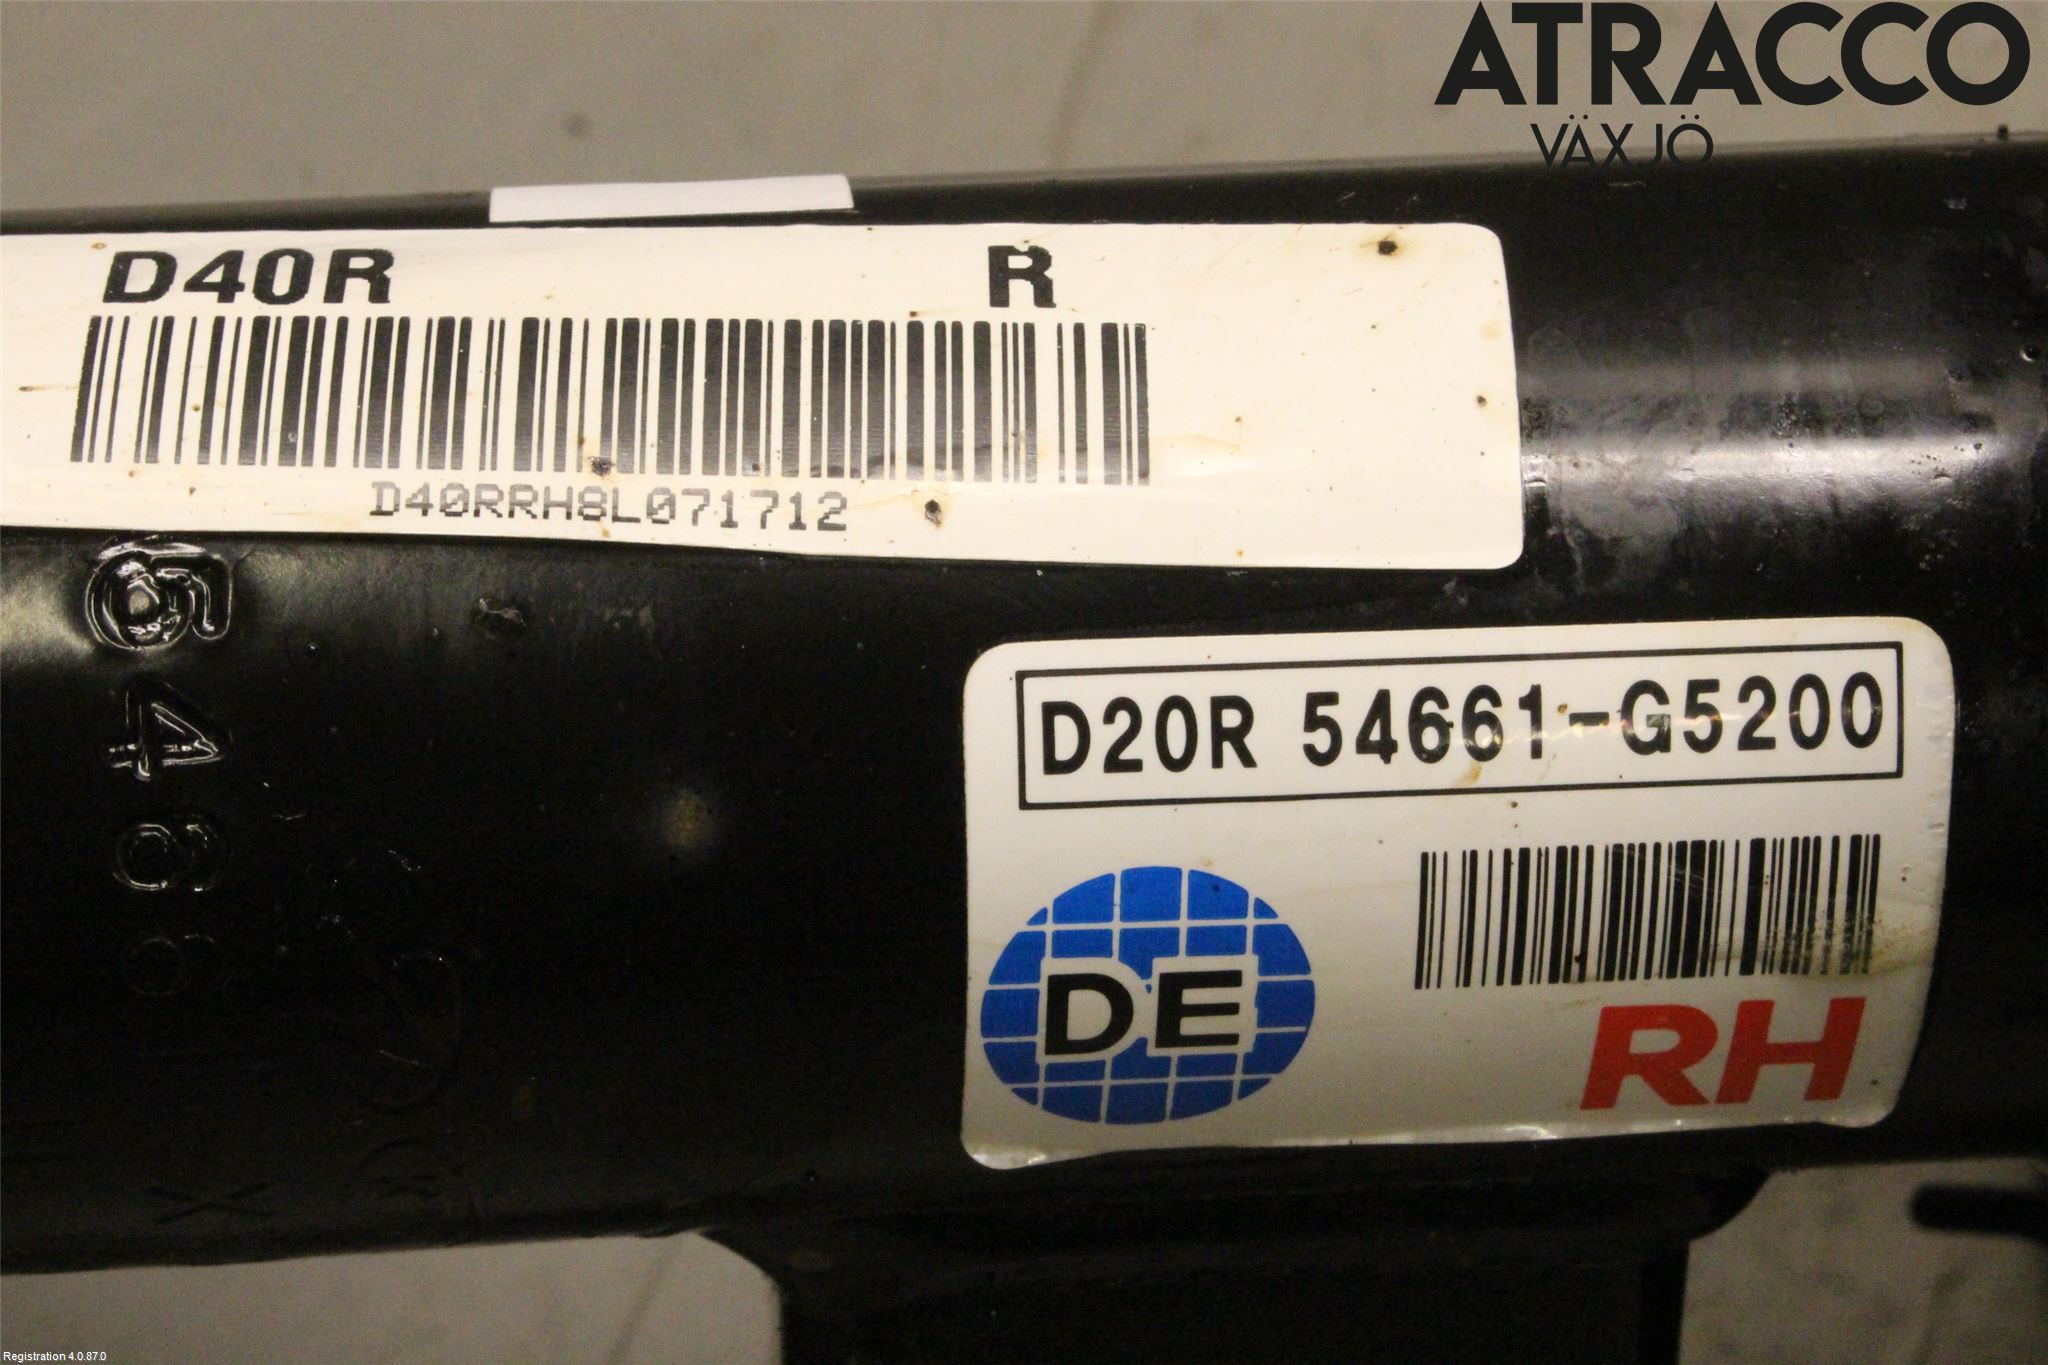 ATRACCO
VÄXJÖ
D40R R
D40RRH8L071712
D20R 54661-G5200
DE
RH
Registration 4.0.87.0